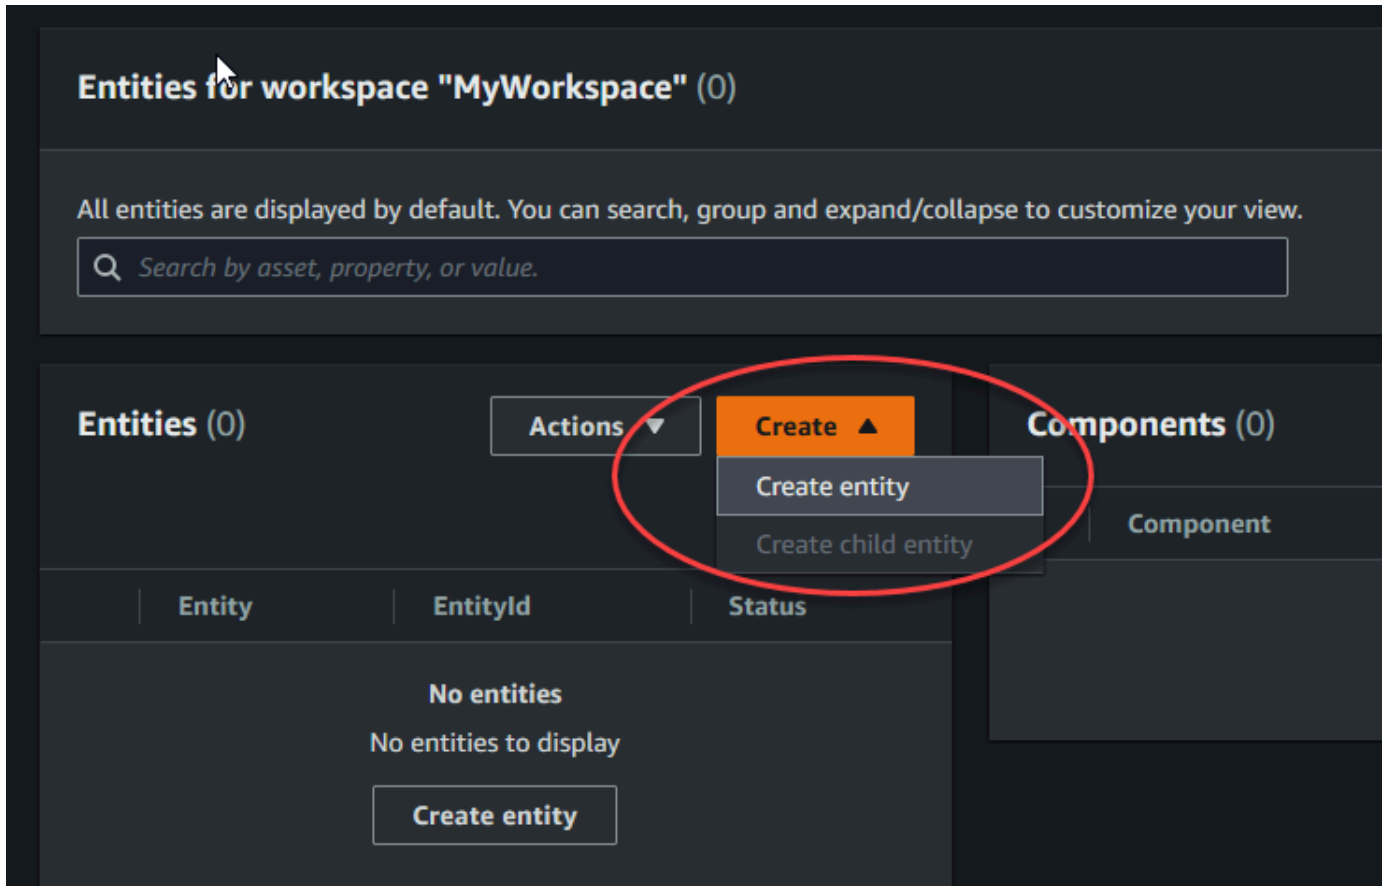 Entities for workspace "MyWorkspace" (0)
All entities are displayed by default. You can search, group and expand/collapse to customize your view.
Search by asset, property, or value.
Entities (0)
Actions
Create
Create entity
Create child entity
Components (0)
Component
Entity
EntityId
Status
No entities
No entities to display
Create entity